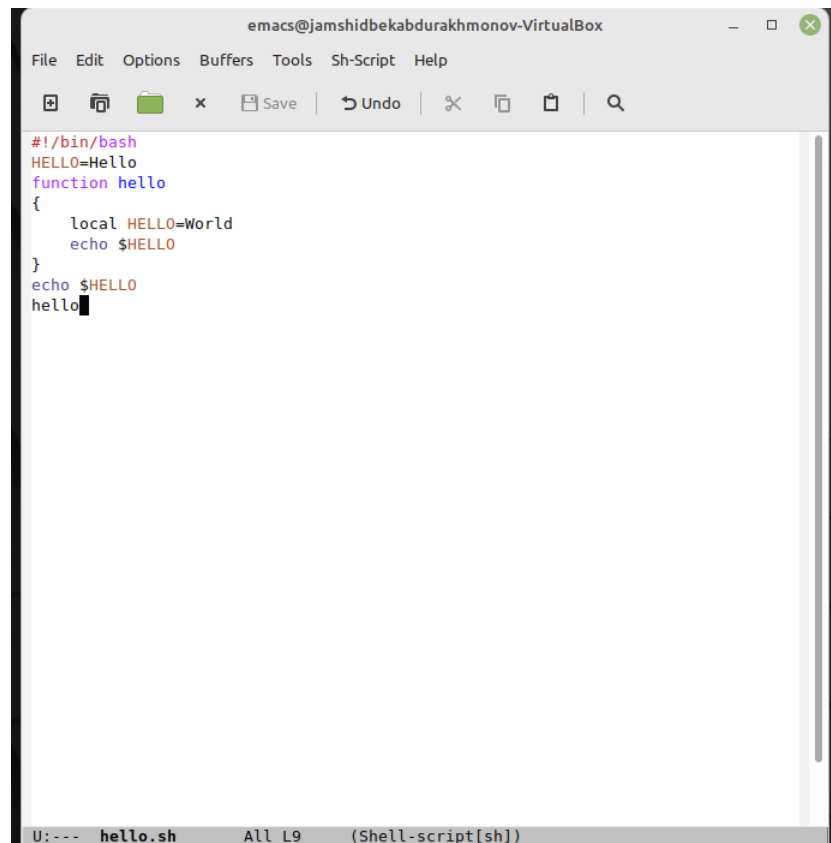 emacs@jamshidbekabdurakhmonov-VirtualBox
File Edit Options Buffers Tools Sh-Script Help
Save Undo
#!/bin/bash
HELLO=Hello
function hello
{
    local HELLO=World
    echo $HELLO
}
echo $HELLO
hello
U:--- hello.sh All L9 (Shell-script[sh])